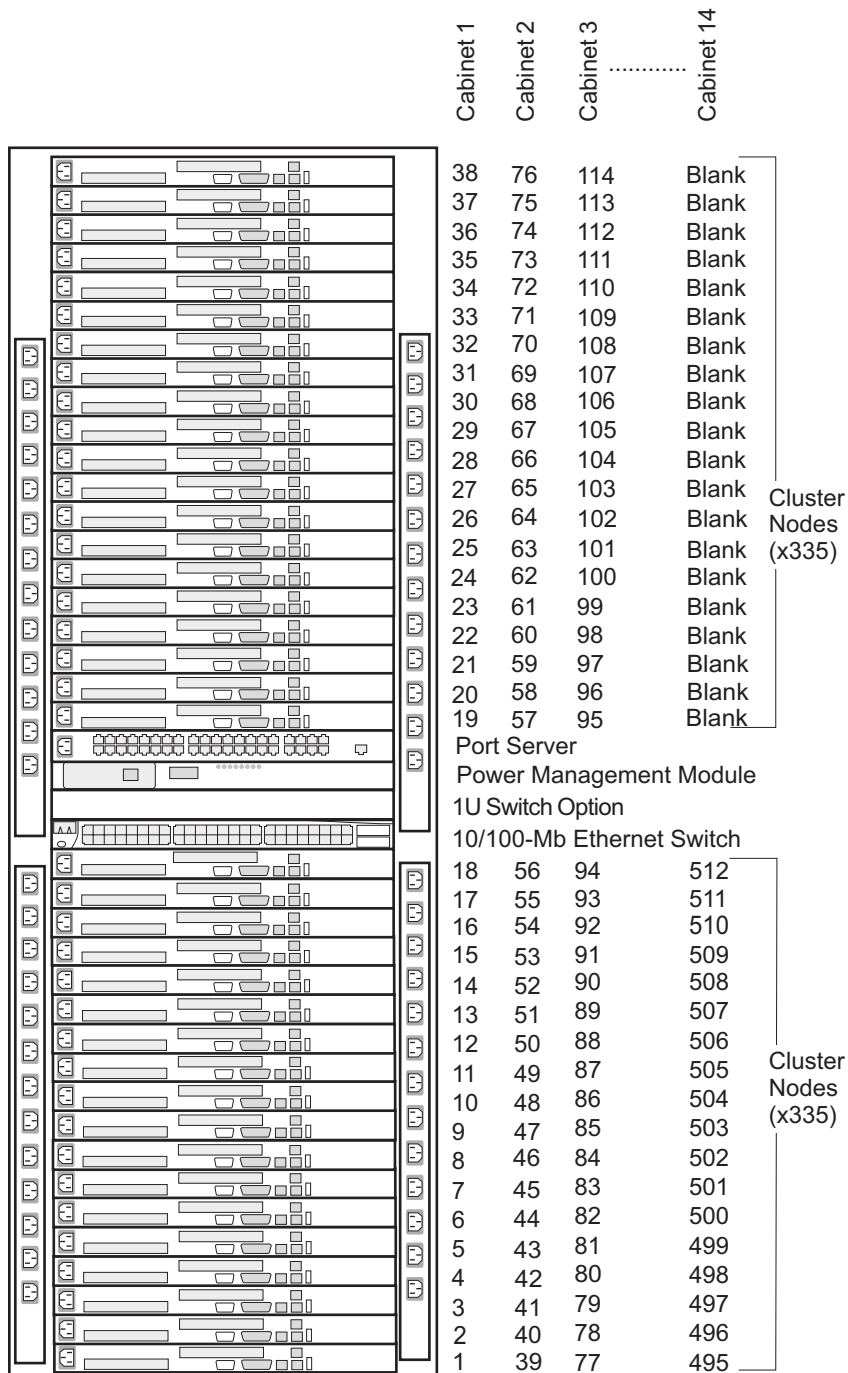 Cabinet 1 Cabinet 2 Cabinet 3 ............ Cabinet 14
38 76 114 Blank
37 75 113 Blank
36 74 112 Blank
35 73 111 Blank
34 72 110 Blank
33 71 109 Blank
32 70 108 Blank
31 69 107 Blank
30 68 106 Blank
29 67 105 Blank
28 66 104 Blank
27 65 103 Blank
26 64 102 Blank
25 63 101 Blank
24 62 100 Blank
23 61 99 Blank
22 60 98 Blank
21 59 97 Blank
20 58 96 Blank
19 57 95 Blank
Cluster
Nodes
(x335)
Port Server
Power Management Module
1U Switch Option
10/100-Mb Ethernet Switch
18 56 94 512
17 55 93 511
16 54 92 510
15 53 91 509
14 52 90 508
13 51 89 507
12 50 88 506
11 49 87 505
10 48 86 504
9 47 85 503
8 46 84 502
7 45 83 501
6 44 82 500
5 43 81 499
4 42 80 498
3 41 79 497
2 40 78 496
1 39 77 495
Cluster
Nodes
(x335)